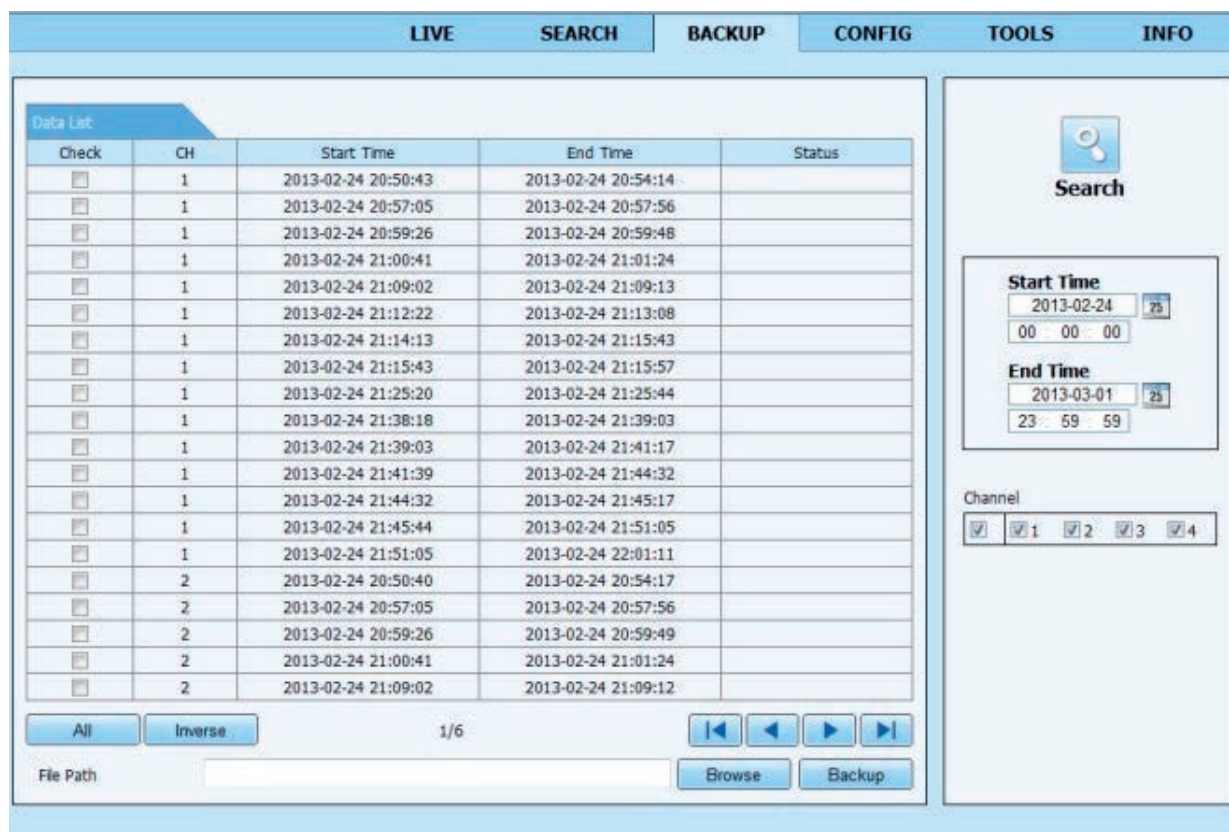 LIVE SEARCH BACKUP CONFIG TOOLS INFO
Data List
Check CH Start Time End Time Status
1 2013-02-24 20:50:43 2013-02-24 20:54:14
1 2013-02-24 20:57:05 2013-02-24 20:57:56
1 2013-02-24 20:59:26 2013-02-24 20:59:48
1 2013-02-24 21:00:41 2013-02-24 21:01:24
1 2013-02-24 21:09:02 2013-02-24 21:09:13
1 2013-02-24 21:12:22 2013-02-24 21:13:08
1 2013-02-24 21:14:13 2013-02-24 21:15:43
1 2013-02-24 21:15:43 2013-02-24 21:15:57
1 2013-02-24 21:25:20 2013-02-24 21:25:44
1 2013-02-24 21:38:18 2013-02-24 21:39:03
1 2013-02-24 21:39:03 2013-02-24 21:41:17
1 2013-02-24 21:41:39 2013-02-24 21:44:32
1 2013-02-24 21:44:32 2013-02-24 21:45:17
1 2013-02-24 21:45:44 2013-02-24 21:51:05
1 2013-02-24 21:51:05 2013-02-24 22:01:11
2 2013-02-24 20:50:40 2013-02-24 20:54:17
2 2013-02-24 20:57:05 2013-02-24 20:57:56
2 2013-02-24 20:59:26 2013-02-24 20:59:49
2 2013-02-24 21:00:41 2013-02-24 21:01:24
2 2013-02-24 21:09:02 2013-02-24 21:09:12
All Inverse 1/6
File Path Browse Backup
Search
Start Time
2013-02-24 25
00 : 00 : 00
End Time
2013-03-01 25
23 : 59 : 59
Channel
1 2 3 4